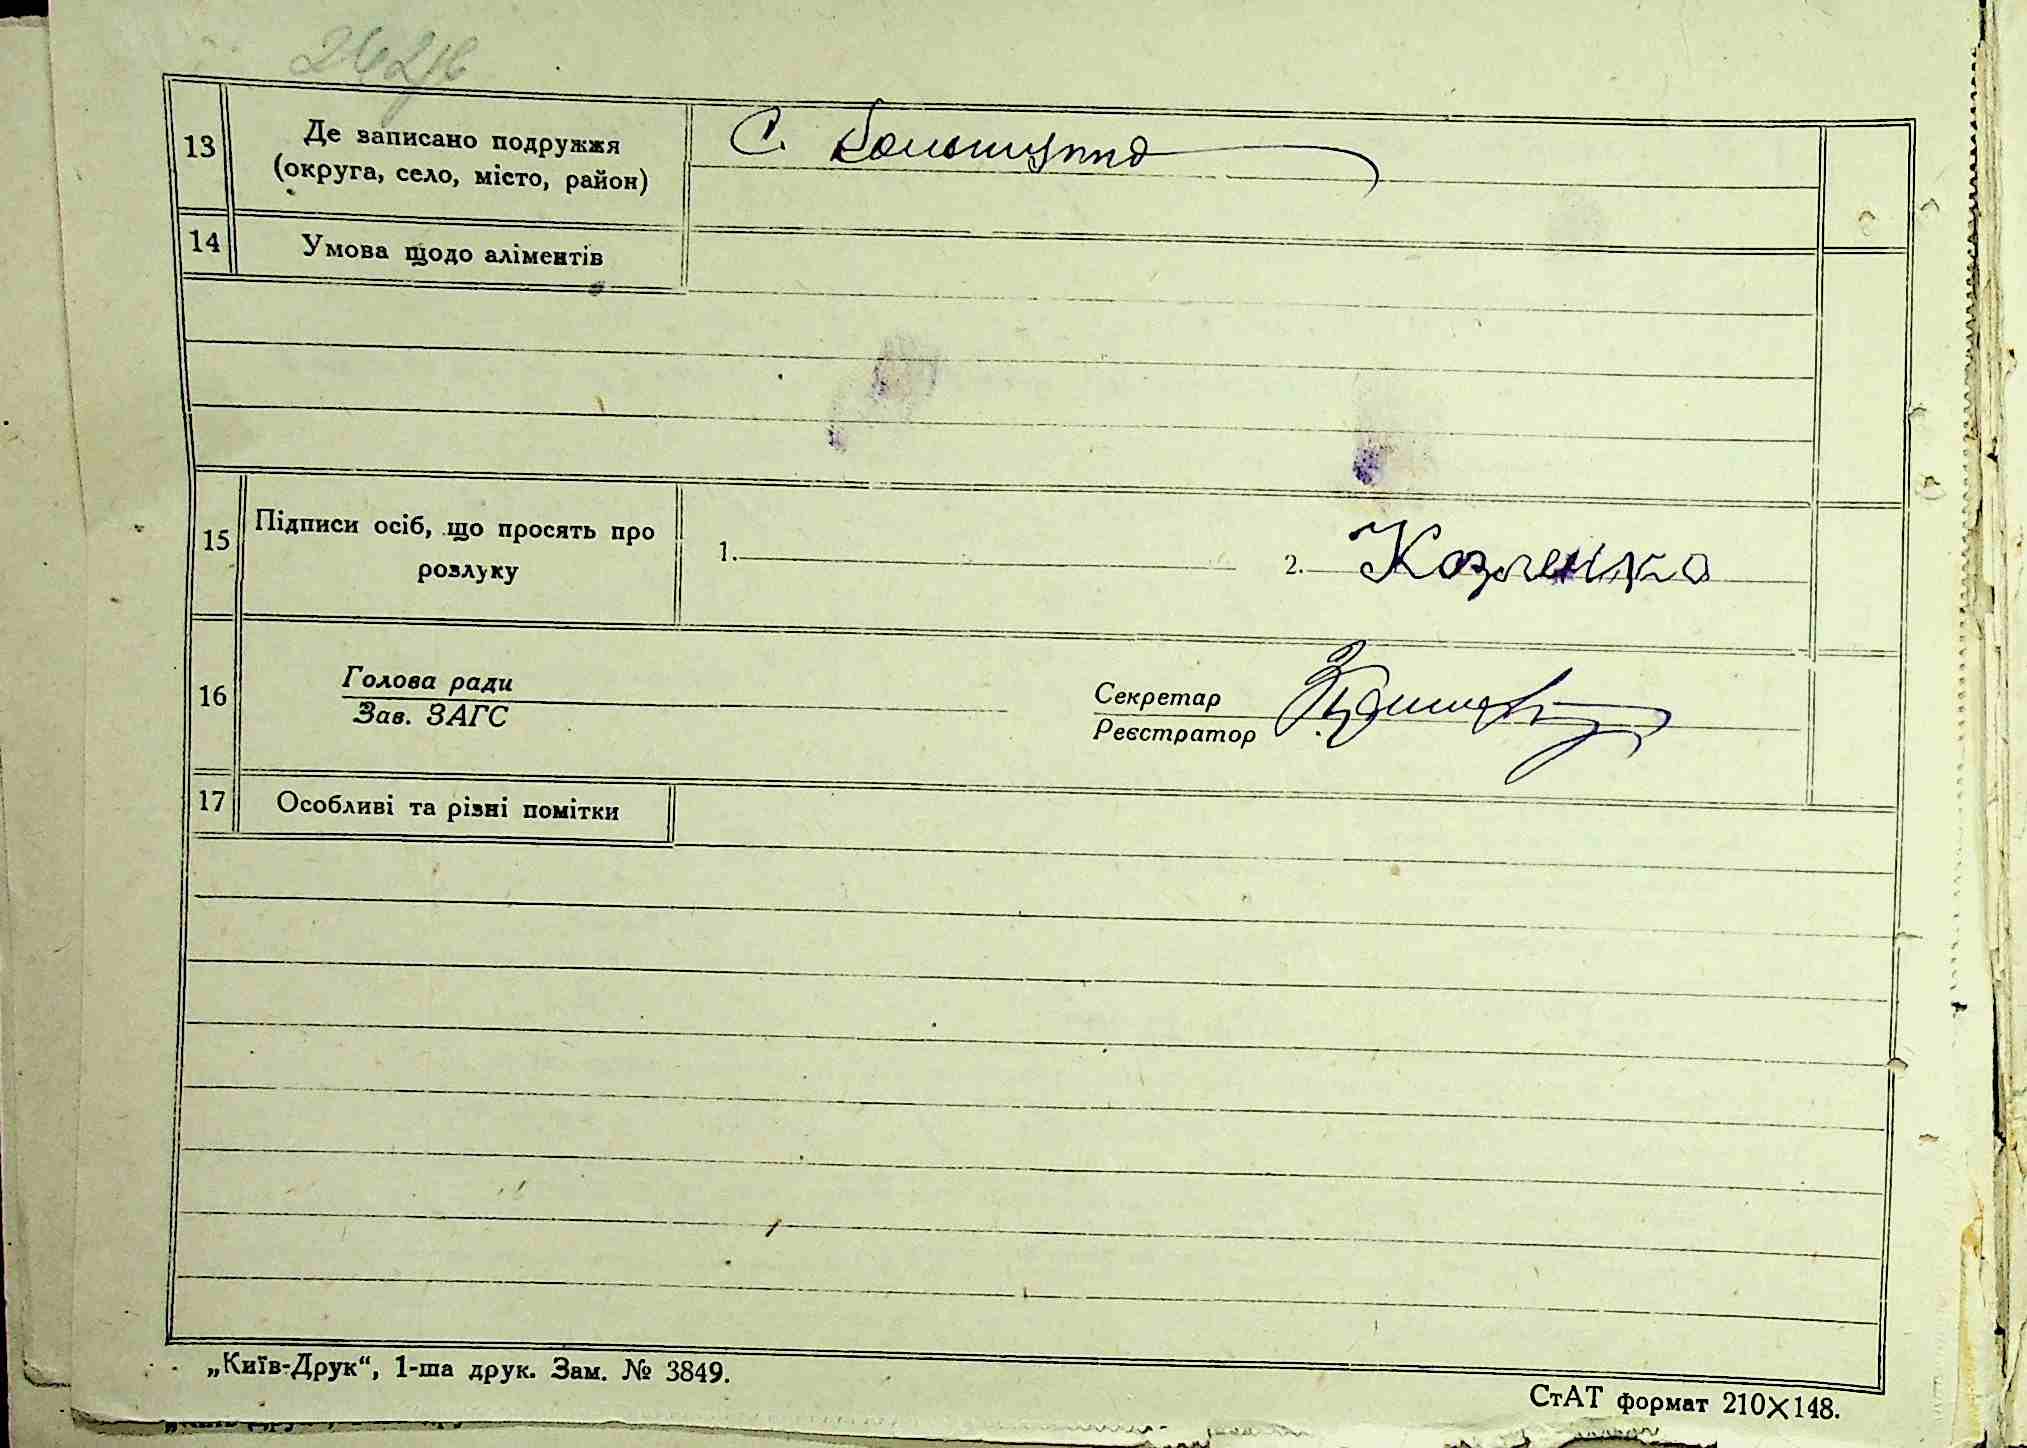 262
13
Де записано подружжя
(округа, село, місто, район)
С.
14
Умова щодо аліментів
15
Підписи осіб, що просять про
розлуку
1.
2. Козленко
16
Голова ради
Зав. ЗАГС
Секретар
Реєстратор
17
Особливі та різні помітки
„Київ-Друк“, 1-ша друк. Зам. № 3849.
СтАТ формат 210×148.